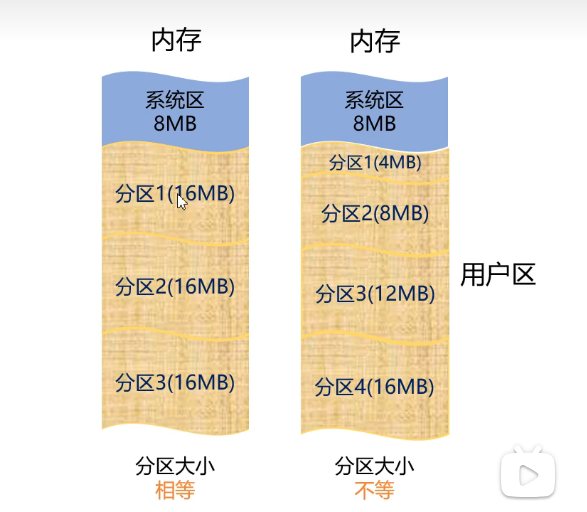 内存
系统区
8MB
分区1(16MB)
分区2(16MB)
分区3(16MB)
分区大小
相等
内存
系统区
8MB
分区1(4MB)
分区2(8MB)
分区3(12MB)
分区4(16MB)
分区大小
不等
用户区